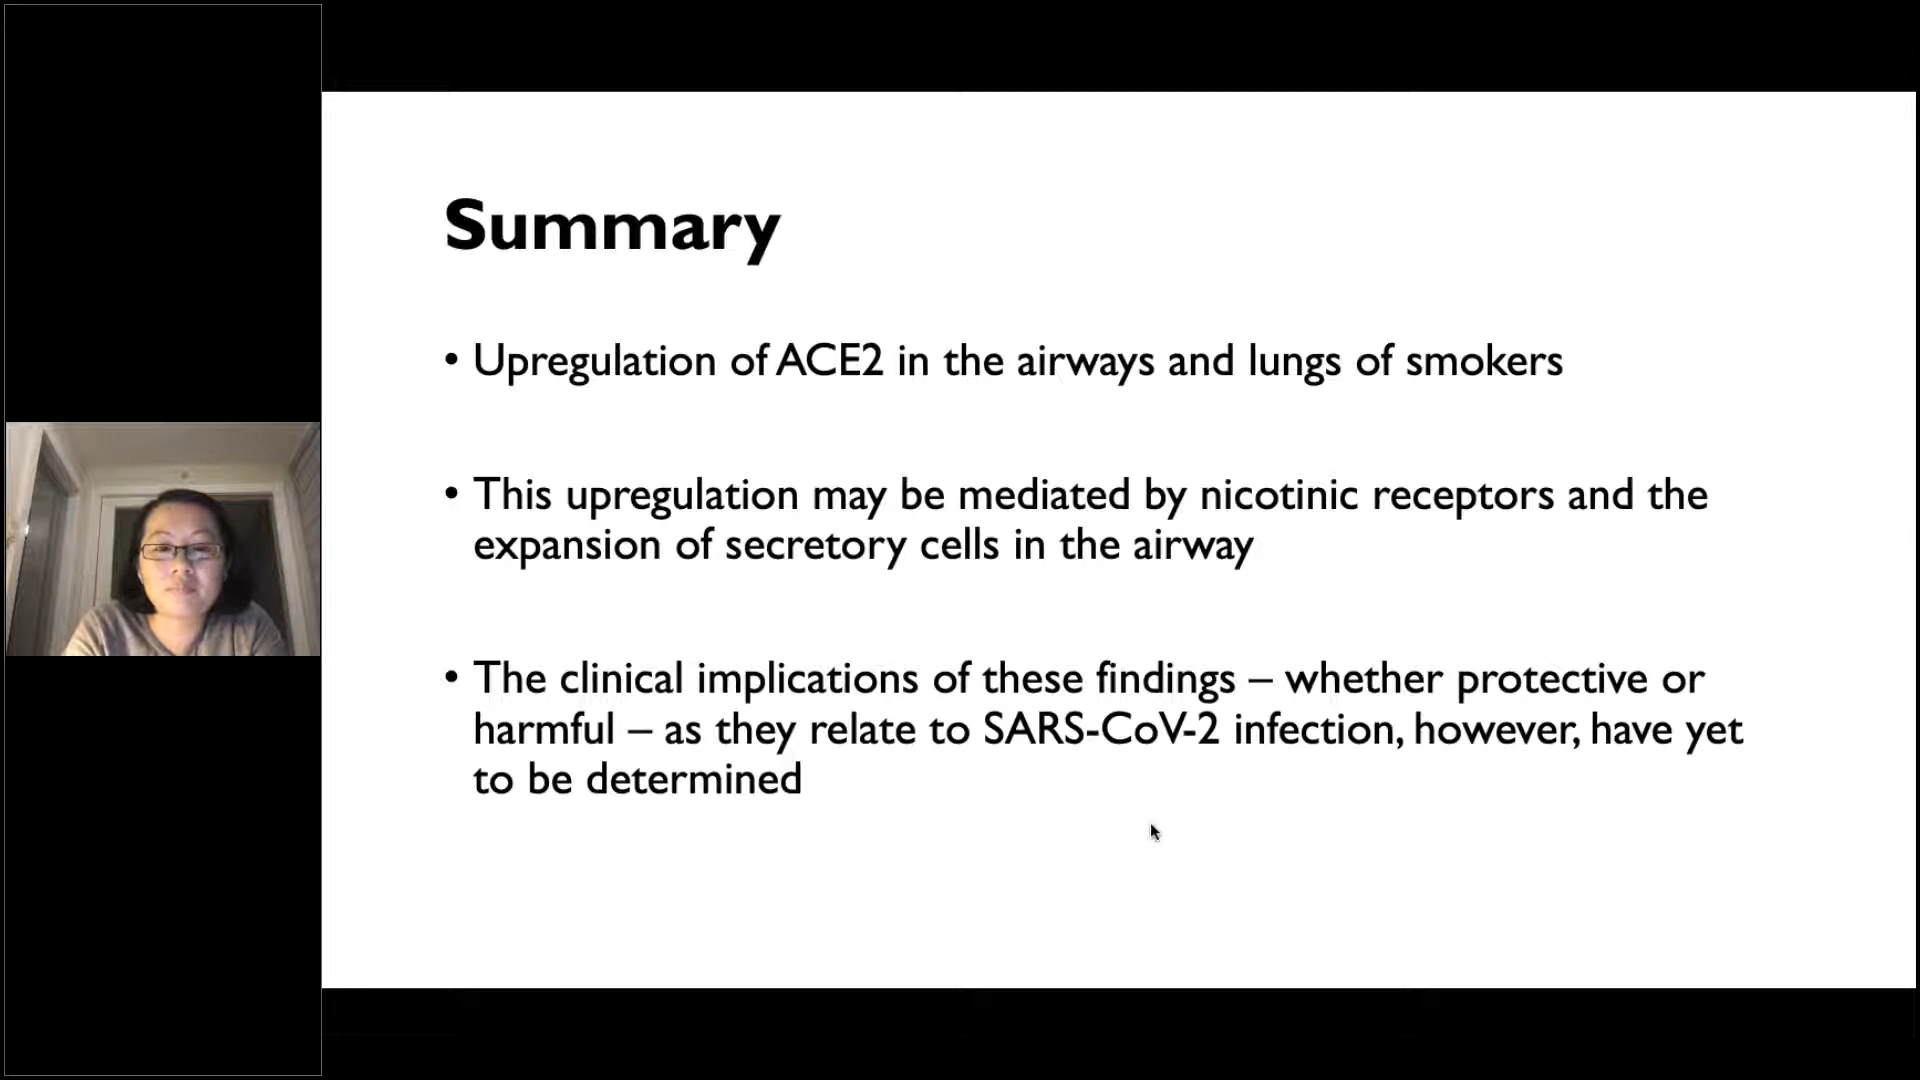 Summary
• Upregulation of ACE2 in the airways and lungs of smokers
• This upregulation may be mediated by nicotinic receptors and the
expansion of secretory cells in the airway
• The clinical implications of these findings – whether protective or
harmful – as they relate to SARS-CoV-2 infection, however, have yet
to be determined